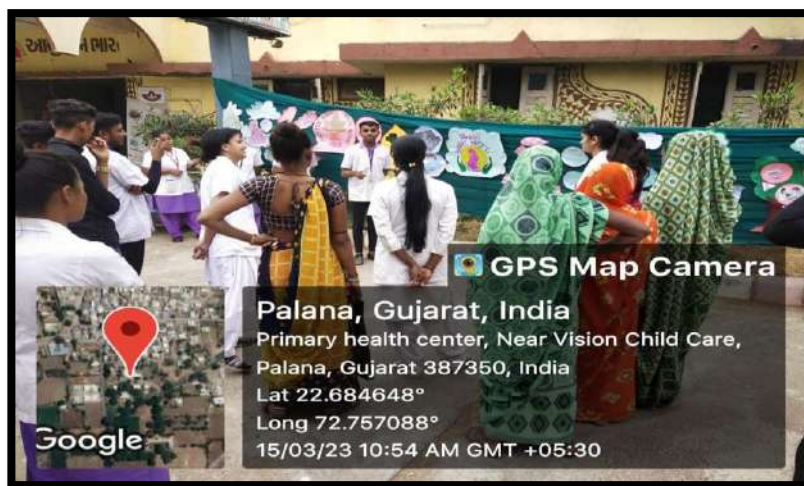 GPS Map Camera
Palana, Gujarat, India
Primary health center, Near Vision Child Care,
Palana, Gujarat 387350, India
Lat 22.684648°
Long 72.757088°
15/03/23 10:54 AM GMT +05:30
Google